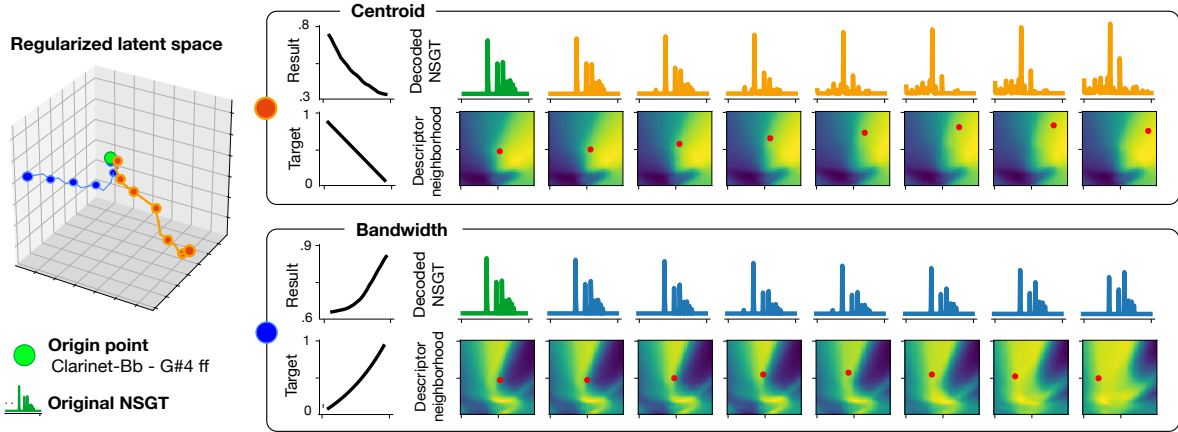 Regularized latent space
Origin point
Clarinet-Bb - G#4 ff
Original NSGT
Centroid
Result
.8
.3
Target
1
0
Decoded
NSGT
Descriptor
neighborhood
Bandwidth
Result
.9
.6
Target
1
0
Decoded
NSGT
Descriptor
neighborhood